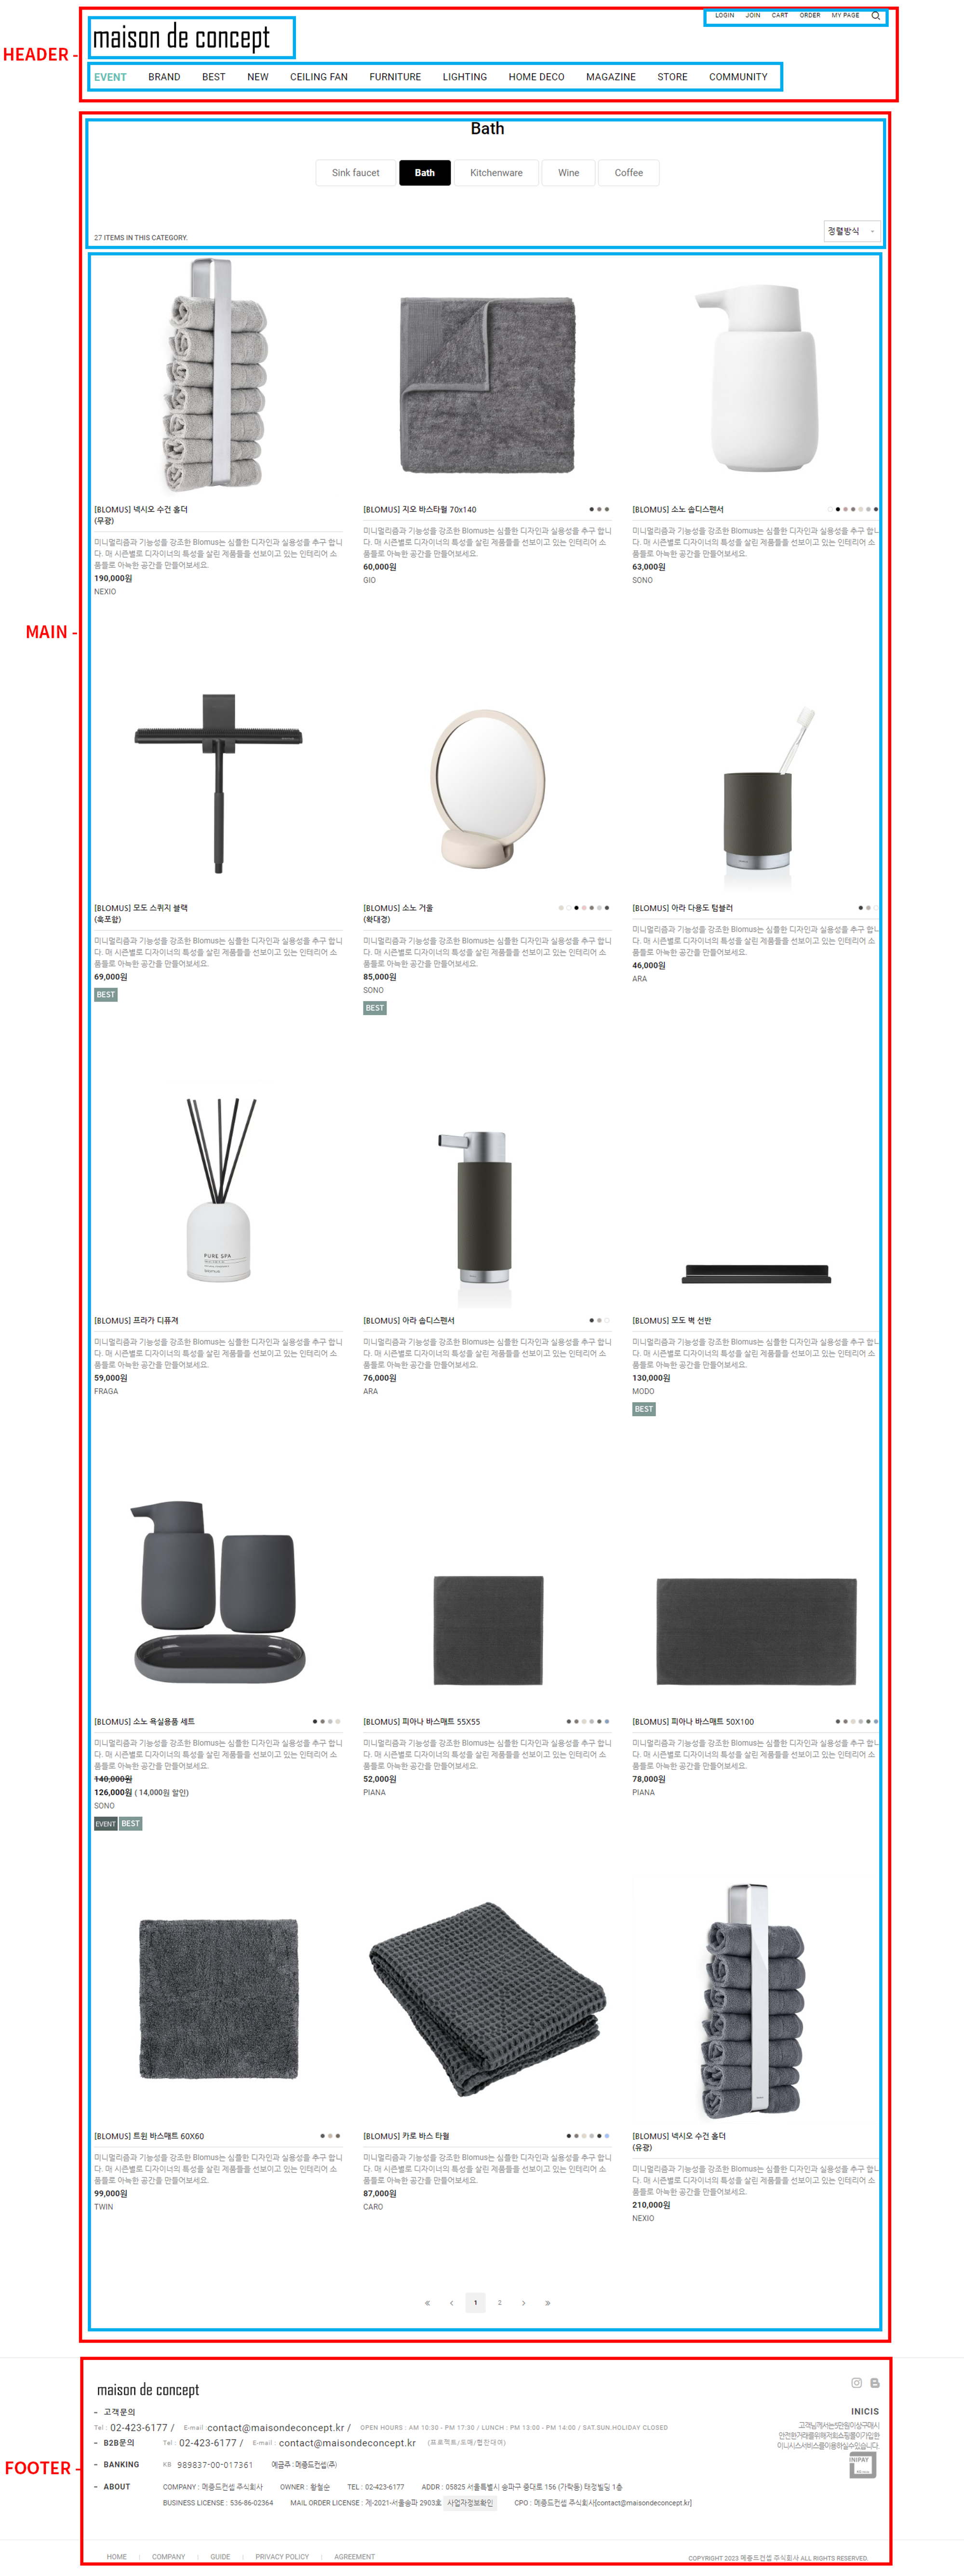 HEADER -
maison de concept
LOGIN JOIN CART ORDER MY PAGE
EVENT BRAND BEST NEW CEILING FAN FURNITURE LIGHTING HOME DECO MAGAZINE STORE COMMUNITY
Bath
Sink faucet Bath Kitchenware Wine Coffee
27 ITEMS IN THIS CATEGORY.
정렬방식
MAIN -
[BLOMUS] 넥시오 수건 홀더
(무광)
미니멀리즘과 기능성을 강조한 Blomus는 심플한 디자인과 실용성을 추구 합니
다. 매 시즌별로 디자이너의 특성을 살린 제품들을 선보이고 있는 인테리어 소
품들로 아늑한 공간을 만들어보세요.
190,000원
NEXIO
[BLOMUS] 지오 바스타월 70x140
미니멀리즘과 기능성을 강조한 Blomus는 심플한 디자인과 실용성을 추구 합니
다. 매 시즌별로 디자이너의 특성을 살린 제품들을 선보이고 있는 인테리어 소
품들로 아늑한 공간을 만들어보세요.
60,000원
GIO
[BLOMUS] 소노 솝디스펜서
미니멀리즘과 기능성을 강조한 Blomus는 심플한 디자인과 실용성을 추구 합니
다. 매 시즌별로 디자이너의 특성을 살린 제품들을 선보이고 있는 인테리어 소
품들로 아늑한 공간을 만들어보세요.
63,000원
SONO
[BLOMUS] 모도 스퀴지 블랙
(훅포함)
미니멀리즘과 기능성을 강조한 Blomus는 심플한 디자인과 실용성을 추구 합니
다. 매 시즌별로 디자이너의 특성을 살린 제품들을 선보이고 있는 인테리어 소
품들로 아늑한 공간을 만들어보세요.
69,000원
BEST
[BLOMUS] 소노 거울
(확대경)
미니멀리즘과 기능성을 강조한 Blomus는 심플한 디자인과 실용성을 추구 합니
다. 매 시즌별로 디자이너의 특성을 살린 제품들을 선보이고 있는 인테리어 소
품들로 아늑한 공간을 만들어보세요.
85,000원
SONO
BEST
[BLOMUS] 아라 다용도 텀블러
미니멀리즘과 기능성을 강조한 Blomus는 심플한 디자인과 실용성을 추구 합니
다. 매 시즌별로 디자이너의 특성을 살린 제품들을 선보이고 있는 인테리어 소
품들로 아늑한 공간을 만들어보세요.
46,000원
ARA
PURE SPA
[BLOMUS] 프라가 디퓨져
미니멀리즘과 기능성을 강조한 Blomus는 심플한 디자인과 실용성을 추구 합니
다. 매 시즌별로 디자이너의 특성을 살린 제품들을 선보이고 있는 인테리어 소
품들로 아늑한 공간을 만들어보세요.
59,000원
FRAGA
[BLOMUS] 아라 솝디스펜서
미니멀리즘과 기능성을 강조한 Blomus는 심플한 디자인과 실용성을 추구 합니
다. 매 시즌별로 디자이너의 특성을 살린 제품들을 선보이고 있는 인테리어 소
품들로 아늑한 공간을 만들어보세요.
76,000원
ARA
[BLOMUS] 모도 벽 선반
미니멀리즘과 기능성을 강조한 Blomus는 심플한 디자인과 실용성을 추구 합니
다. 매 시즌별로 디자이너의 특성을 살린 제품들을 선보이고 있는 인테리어 소
품들로 아늑한 공간을 만들어보세요.
130,000원
MODO
BEST
[BLOMUS] 소노 욕실용품 세트
미니멀리즘과 기능성을 강조한 Blomus는 심플한 디자인과 실용성을 추구 합니
다. 매 시즌별로 디자이너의 특성을 살린 제품들을 선보이고 있는 인테리어 소
품들로 아늑한 공간을 만들어보세요.
140,000원
126,000원 ( 14,000원 할인)
SONO
EVENT BEST
[BLOMUS] 피아나 바스매트 55X55
미니멀리즘과 기능성을 강조한 Blomus는 심플한 디자인과 실용성을 추구 합니
다. 매 시즌별로 디자이너의 특성을 살린 제품들을 선보이고 있는 인테리어 소
품들로 아늑한 공간을 만들어보세요.
52,000원
PIANA
[BLOMUS] 피아나 바스매트 50X100
미니멀리즘과 기능성을 강조한 Blomus는 심플한 디자인과 실용성을 추구 합니
다. 매 시즌별로 디자이너의 특성을 살린 제품들을 선보이고 있는 인테리어 소
품들로 아늑한 공간을 만들어보세요.
78,000원
PIANA
[BLOMUS] 트윈 바스매트 60X60
미니멀리즘과 기능성을 강조한 Blomus는 심플한 디자인과 실용성을 추구 합니
다. 매 시즌별로 디자이너의 특성을 살린 제품들을 선보이고 있는 인테리어 소
품들로 아늑한 공간을 만들어보세요.
99,000원
TWIN
[BLOMUS] 카로 바스 타월
미니멀리즘과 기능성을 강조한 Blomus는 심플한 디자인과 실용성을 추구 합니
다. 매 시즌별로 디자이너의 특성을 살린 제품들을 선보이고 있는 인테리어 소
품들로 아늑한 공간을 만들어보세요.
87,000원
CARO
[BLOMUS] 넥시오 수건 홀더
(유광)
미니멀리즘과 기능성을 강조한 Blomus는 심플한 디자인과 실용성을 추구 합니
다. 매 시즌별로 디자이너의 특성을 살린 제품들을 선보이고 있는 인테리어 소
품들로 아늑한 공간을 만들어보세요.
210,000원
NEXIO
« ‹ 1 2 › »
FOOTER -
maison de concept
- 고객문의
Tel : 02-423-6177 / E-mail contact@maisondeconcept.kr / OPEN HOURS : AM 10:30 - PM 17:30 / LUNCH : PM 13:00 - PM 14:00 / SAT.SUN.HOLIDAY CLOSED
- B2B문의 Tel : 02-423-6177 / E-mail : contact@maisondeconcept.kr (프로젝트/도매/협찬대여)
- BANKING KB 989837-00-017361 예금주 : 메종드컨셉(주)
- ABOUT COMPANY : 메종드컨셉 주식회사 OWNER : 황철순 TEL : 02-423-6177 ADDR : 05825 서울특별시 송파구 중대로 156 (가락동) 태정빌딩 1층
BUSINESS LICENSE : 536-86-02364 MAIL ORDER LICENSE : 제-2021-서울송파 2903호 사업자정보확인 CPO : 메종드컨셉 주식회사[contact@maisondeconcept.kr]
INICIS
고객님께서는 5만원이상구매시
안전한거래를위해저희쇼핑몰이가입한
이니시스서비스를이용하실수있습니다.
INIPAY
HOME | COMPANY | GUIDE | PRIVACY POLICY | AGREEMENT
COPYRIGHT 2023 메종드컨셉 주식회사 ALL RIGHTS RESERVED.